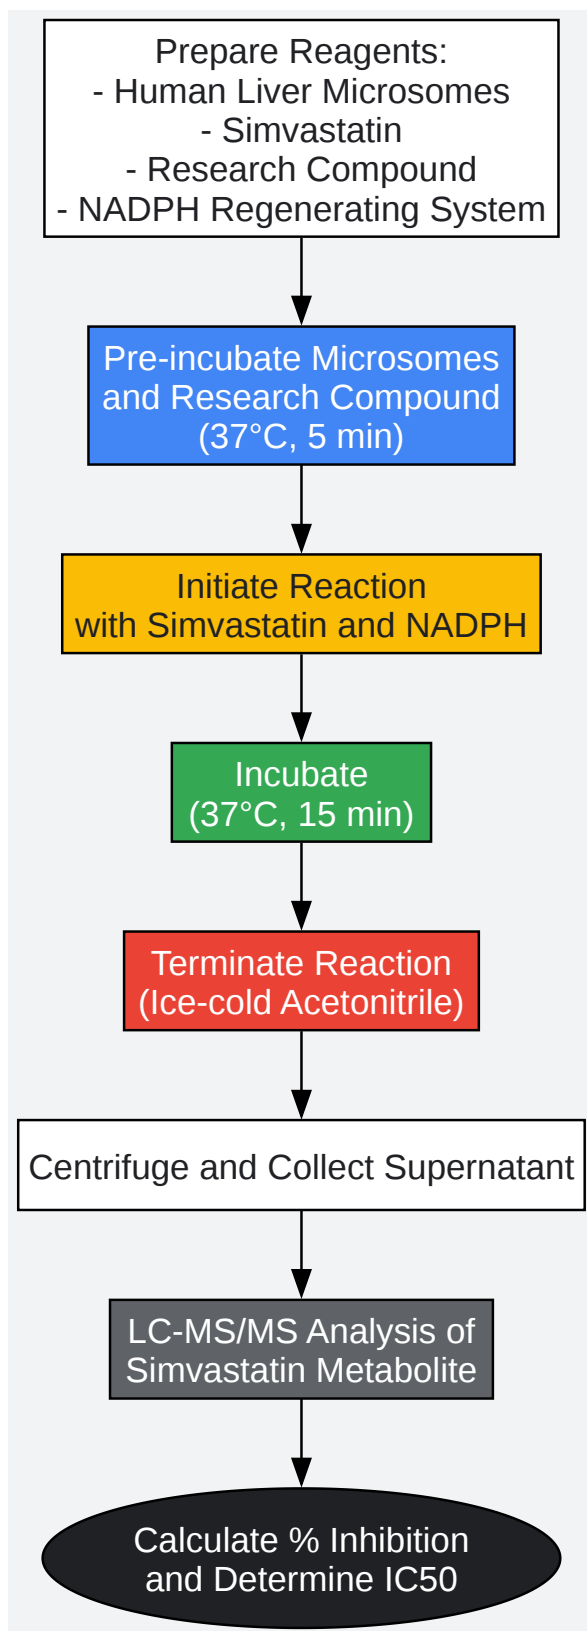 Prepare Reagents:
- Human Liver Microsomes
- Simvastatin
- Research Compound
- NADPH Regenerating System
Pre-incubate Microsomes
and Research Compound
(37°C, 5 min)
Initiate Reaction
with Simvastatin and NADPH
Incubate
(37°C, 15 min)
Terminate Reaction
(Ice-cold Acetonitrile)
Centrifuge and Collect Supernatant
LC-MS/MS Analysis of
Simvastatin Metabolite
Calculate % Inhibition
and Determine IC50